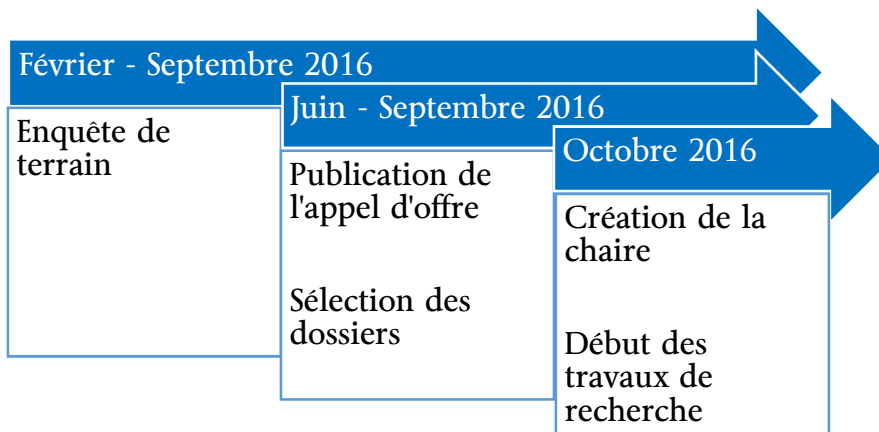 Février - Septembre 2016
Enquête de
terrain
Juin - Septembre 2016
Publication de
l'appel d'offre
Sélection des
dossiers
Octobre 2016
Création de la
chaire
Début des
travaux de
recherche